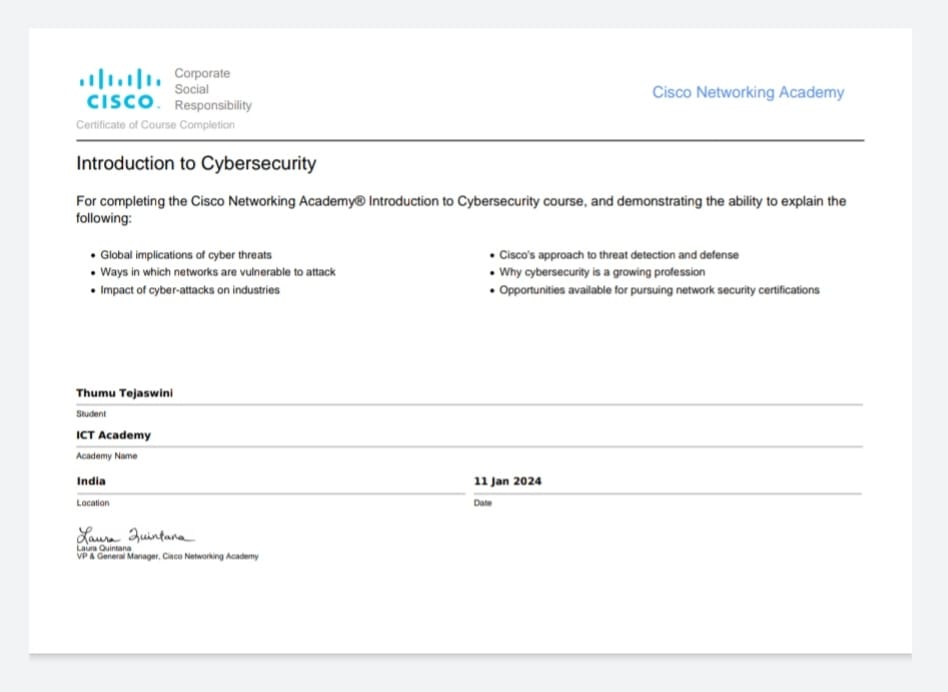 Corporate
Social
Responsibility
CISCO.
Cisco Networking Academy
Certificate of Course Completion
Introduction to Cybersecurity
For completing the Cisco Networking Academy® Introduction to Cybersecurity course, and demonstrating the ability to explain the
following:
• Global implications of cyber threats
• Ways in which networks are vulnerable to attack
• Impact of cyber-attacks on industries
• Cisco's approach to threat detection and defense
• Why cybersecurity is a growing profession
• Opportunities available for pursuing network security certifications
Thumu Tejaswini
Student
ICT Academy
Academy Name
India
Location
11 Jan 2024
Date
Laura Quintana
Laura Quintana
VP & General Manager, Cisco Networking Academy